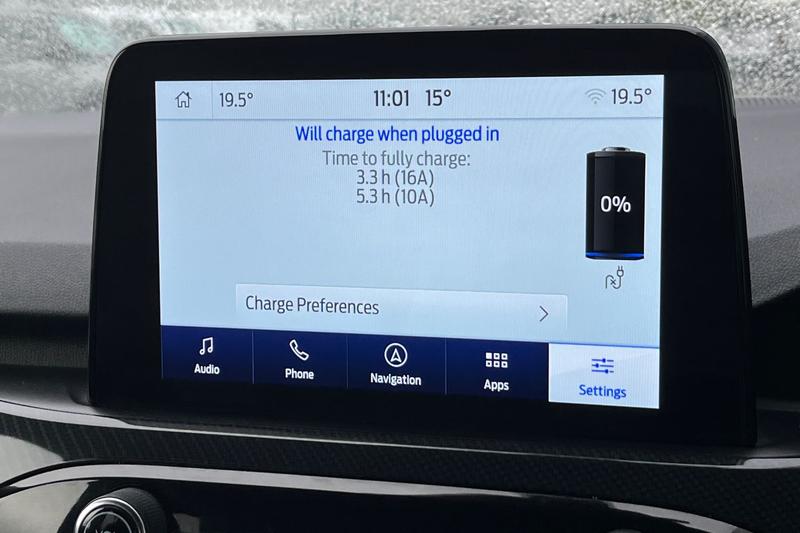 19.5° 11:01 15° 19.5°
Will charge when plugged in
Time to fully charge:
3.3 h (16A)
5.3 h (10A)
0%
Charge Preferences
Audio Phone Navigation Apps Settings
VOL